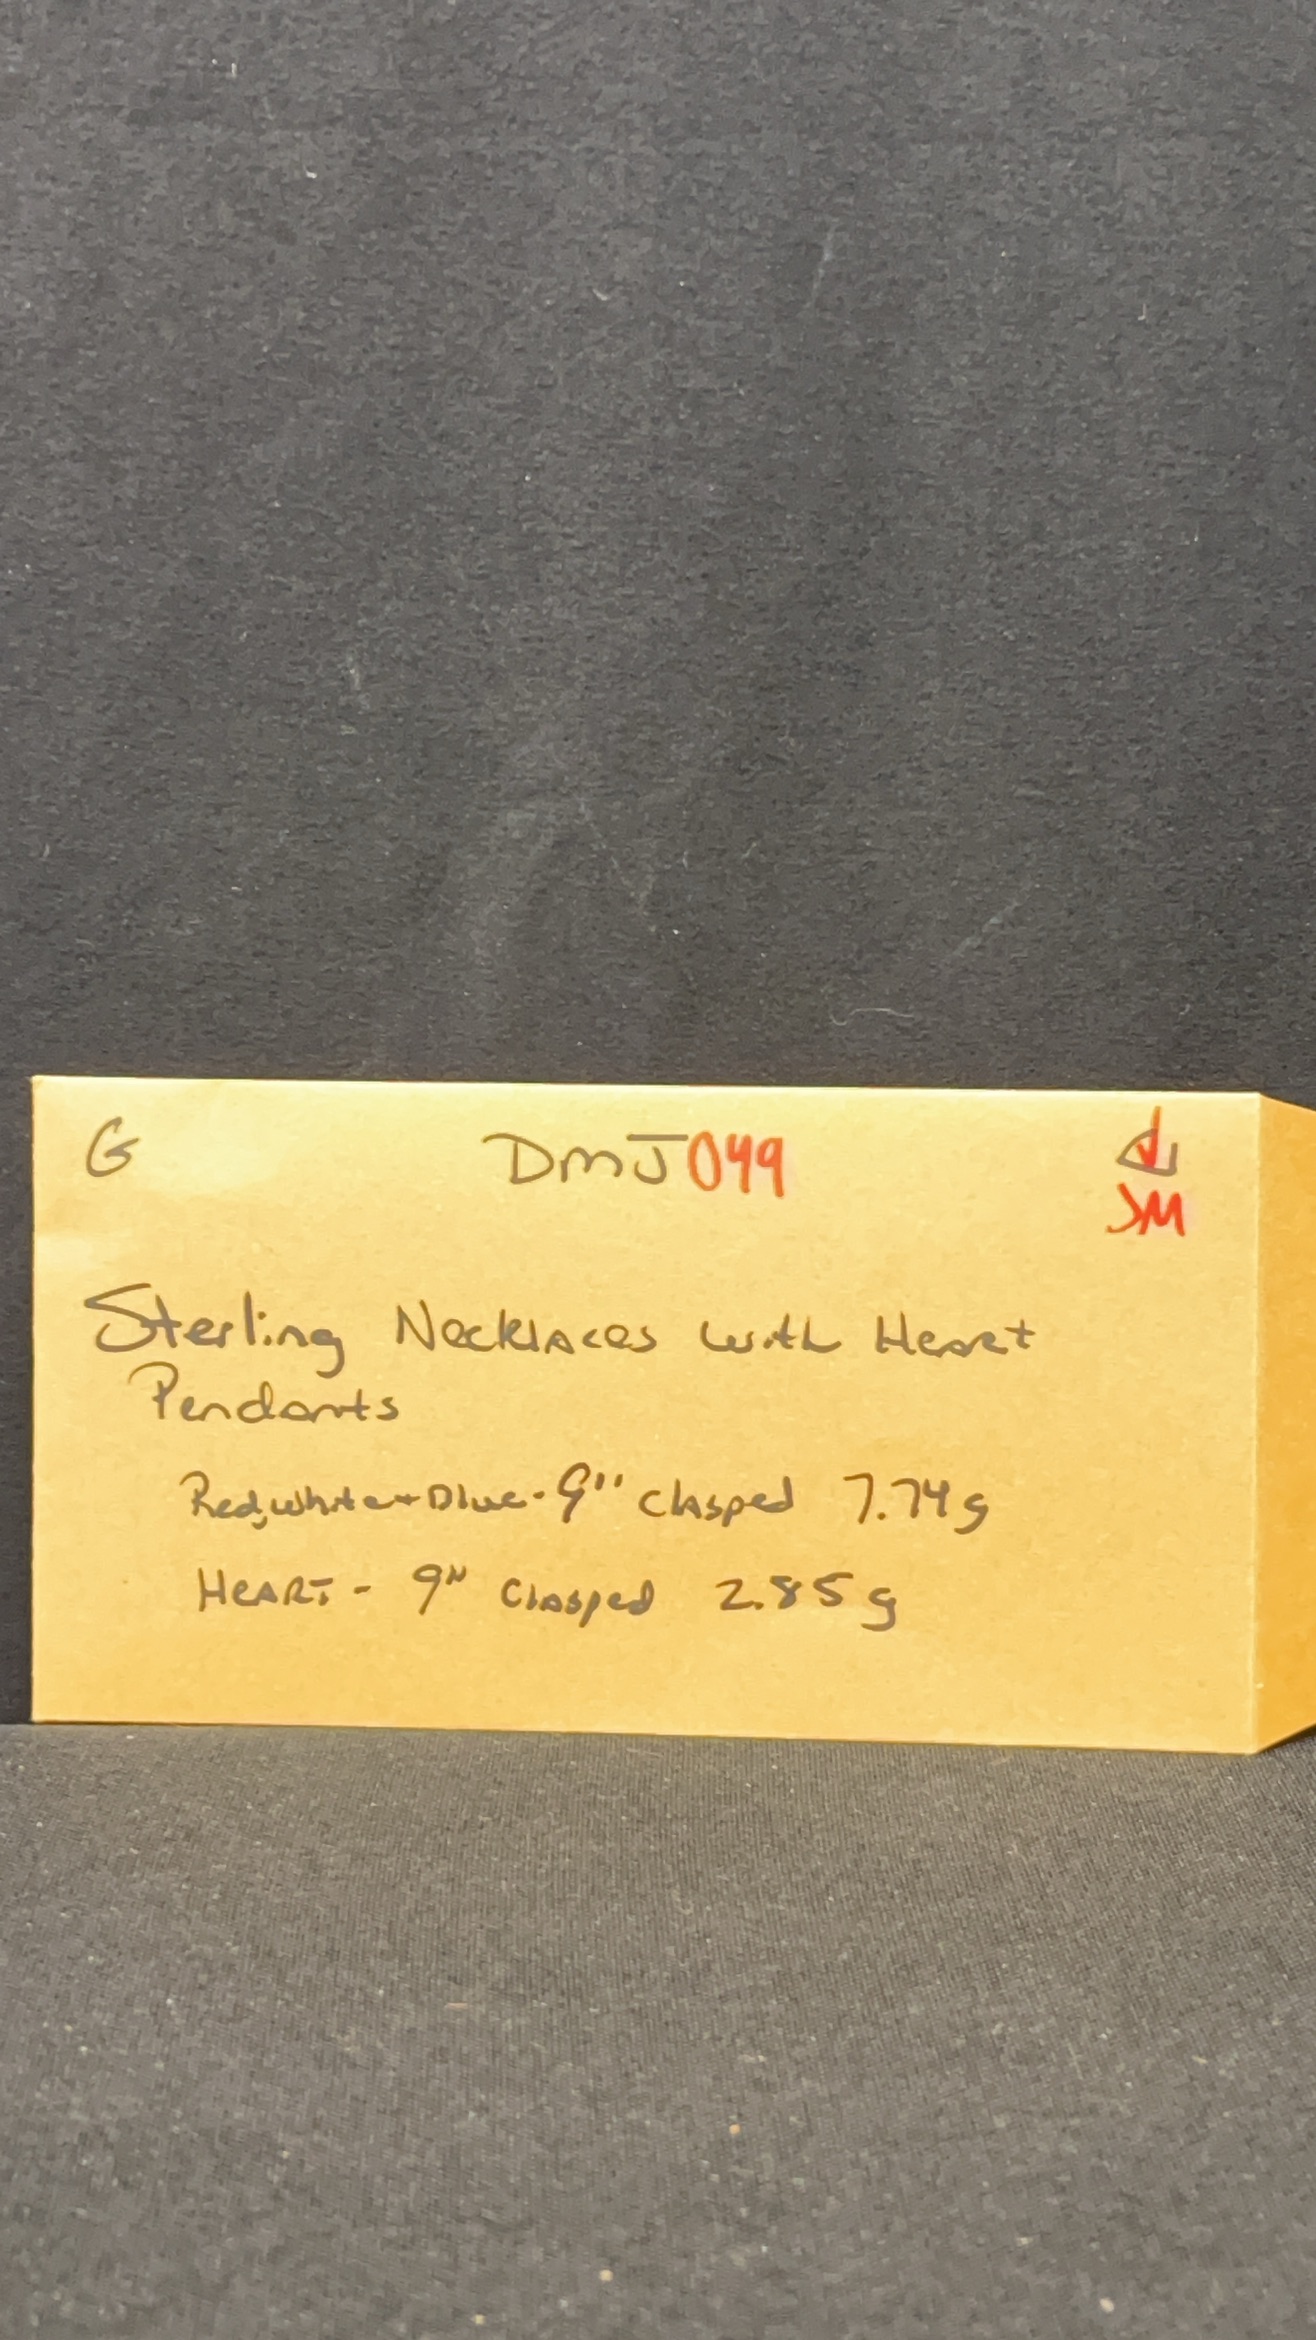 G DMJ049
JM
Sterling Necklaces with Heart
Pendants
Red, White + Blue - 9" Clasped 7.74g
HEART - 9" Clasped 2.85g